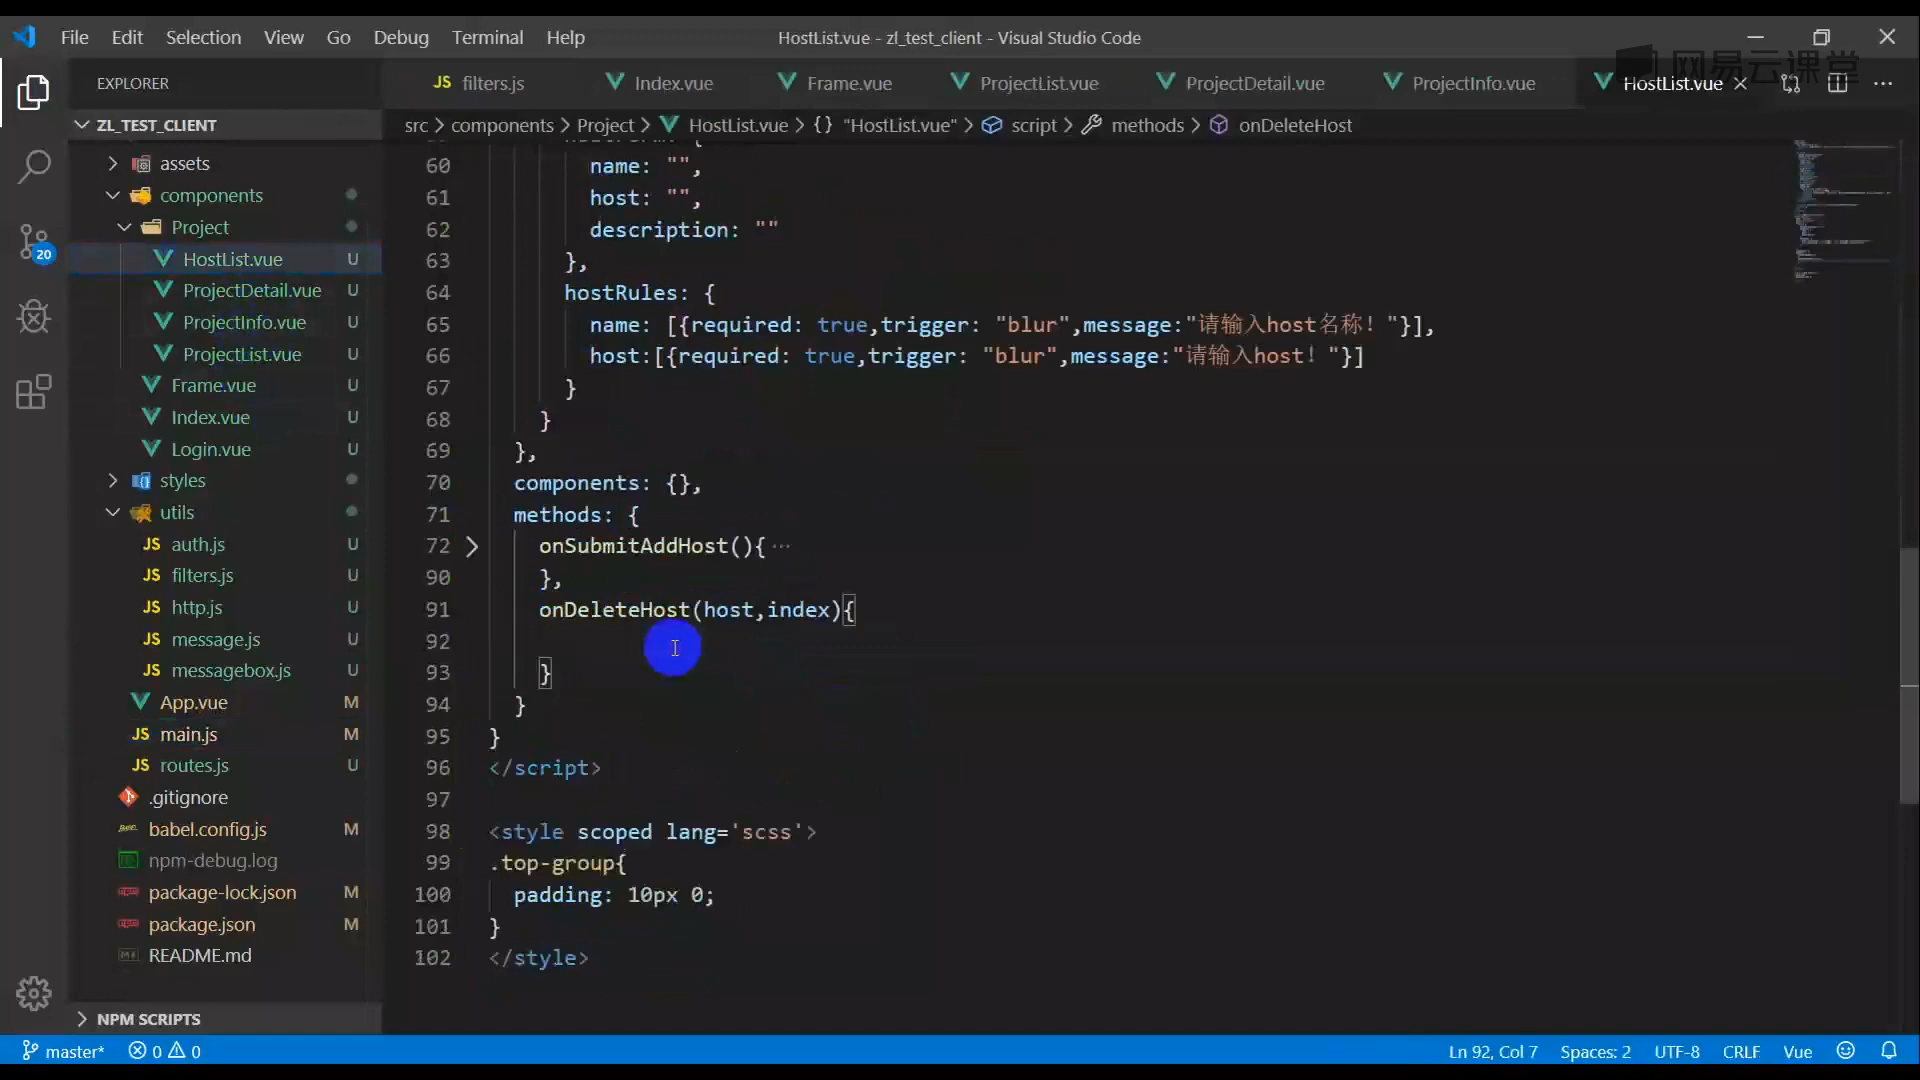 File Edit Selection View Go Debug Terminal Help
HostList.vue - zl_test_client - Visual Studio Code
网易云课堂
EXPLORER
JS filters.js
Index.vue
Frame.vue
ProjectList.vue
ProjectDetail.vue
ProjectInfo.vue
HostList.vue
ZL_TEST_CLIENT
src > components > Project > HostList.vue > {} "HostList.vue" > script > methods > onDeleteHost
assets
components
Project
HostList.vue U
ProjectDetail.vue U
ProjectInfo.vue U
ProjectList.vue U
Frame.vue U
Index.vue U
Login.vue U
styles
utils
JS auth.js U
JS filters.js U
JS http.js U
JS message.js U
JS messagebox.js U
App.vue M
JS main.js M
JS routes.js U
.gitignore
babel.config.js M
npm-debug.log
package-lock.json M
package.json M
README.md
NPM SCRIPTS
20
60 name: "",
61 host: "",
62 description: ""
63 },
64 hostRules: {
65 name: [{required: true,trigger: "blur",message:"请输入host名称！"}],
66 host:[{required: true,trigger: "blur",message:"请输入host！"}]
67 }
68 }
69 },
70 components: {},
71 methods: {
72 onSubmitAddHost(){ ···
90 },
91 onDeleteHost(host,index){
92
93 }
94 }
95 }
96 </script>
97
98 <style scoped lang='scss'>
99 .top-group{
100 padding: 10px 0;
101 }
102 </style>
master* 0 0
Ln 92, Col 7 Spaces: 2 UTF-8 CRLF Vue